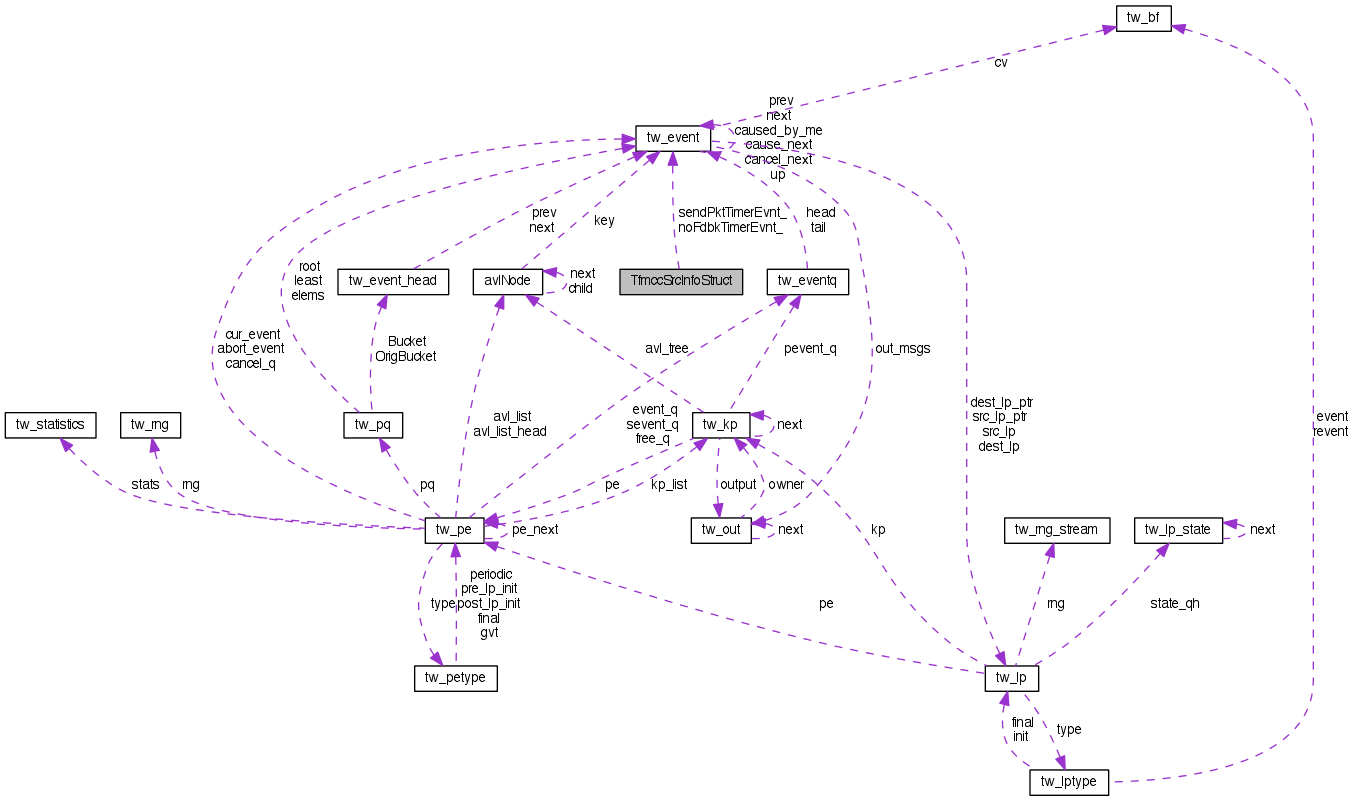 tw_bf
cv
prev
next
caused_by_me
cause_next
cancel_next
up
tw_event
sendPktTimerEvnt_
noFdbkTimerEvnt_
head
tail
prev
next
key
root
least
elems
tw_event_head
avlNode
next
child
TfmccSrcInfoStruct
tw_eventq
cur_event
abort_event
cancel_q
Bucket
OrigBucket
avl_tree
pevent_q
out_msgs
dest_lp_ptr
src_lp_ptr
src_lp
dest_lp
event
revent
tw_statistics
tw_rng
tw_pq
avl_list
avl_list_head
event_q
sevent_q
free_q
tw_kp
next
stats
rng
pq
pe
kp_list
output
owner
kp
tw_pe
pe_next
tw_out
next
tw_rng_stream
tw_lp_state
next
type
periodic
pre_lp_init
post_lp_init
final
gvt
pe
rng
state_qh
tw_petype
tw_lp
final
init
type
tw_lptype